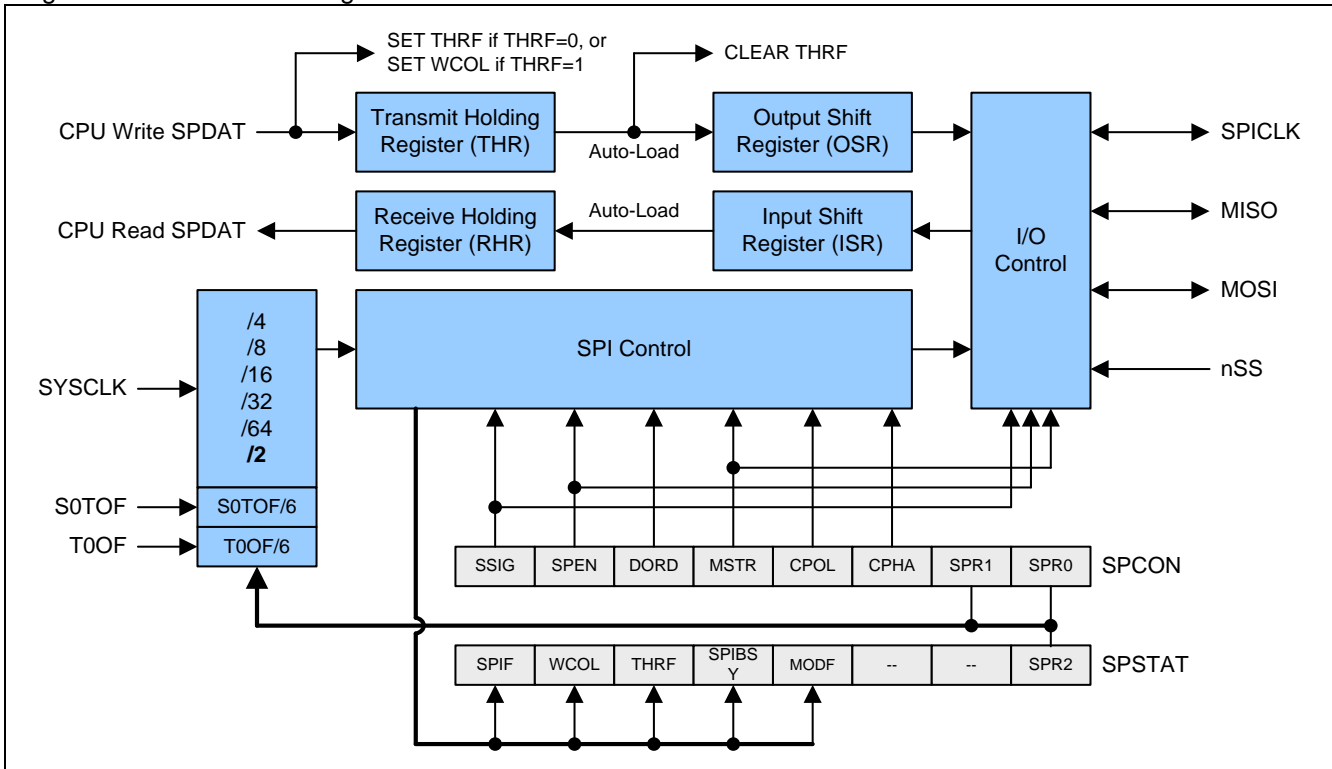 SET THRF if THRF=0, or
SET WCOL if THRF=1
CLEAR THRF
CPU Write SPDAT
Transmit Holding
Register (THR)
Auto-Load
Output Shift
Register (OSR)
I/O
Control
SPICLK
CPU Read SPDAT
Receive Holding
Register (RHR)
Auto-Load
Input Shift
Register (ISR)
MISO
MOSI
nSS
SYSCLK
/4
/8
/16
/32
/64
/2
SPI Control
S0TOF
S0TOF/6
T0OF
T0OF/6
SSIG SPEN DORD MSTR CPOL CPHA SPR1 SPR0 SPCON
SPIF WCOL THRF SPIBS
Y MODF -- -- SPR2 SPSTAT